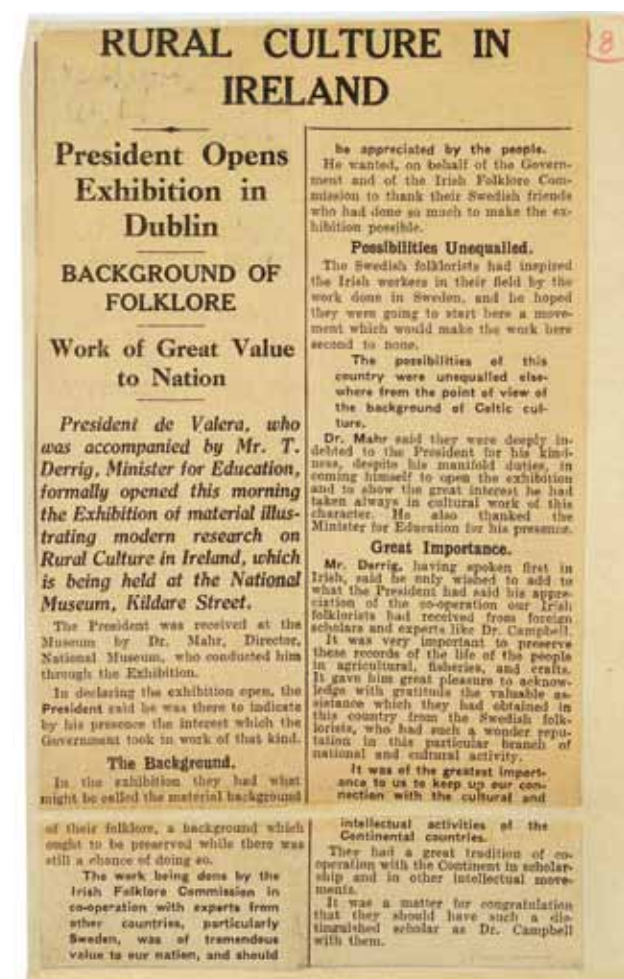 8
RURAL CULTURE IN
IRELAND
President Opens
Exhibition in
Dublin
BACKGROUND OF
FOLKLORE
Work of Great Value
to Nation
President de Valera, who
was accompanied by Mr. T.
Derrig, Minister for Education,
formally opened this morning
the Exhibition of material illus-
trating modern research on
Rural Culture in Ireland, which
is being held at the National
Museum, Kildare Street.
The President was received at the
Museum by Dr. Mahr, Director,
National Museum, who conducted him
through the Exhibition.
In declaring the exhibition open, the
President said he was there to indicate
by his presence the interest which the
Government took in work of that kind.
The Background.
In the exhibition they had what
might be called the material background
of their folklore, a background which
ought to be preserved while there was
still a chance of doing so.
The work being done by the
Irish Folklore Commission in
co-operation with experts from
other countries, particularly
Sweden, was of tremendous
value to our nation, and should
be appreciated by the people.
He wanted, on behalf of the Govern-
ment and of the Irish Folklore Com-
mission to thank their Swedish friends
who had done so much to make the ex-
hibition possible.
Possibilities Unequalled.
The Swedish folklorists had inspired
the Irish workers in their field by the
work done in Sweden, and he hoped
they were going to start here a move-
ment which would make the work here
second to none.
The possibilities of this
country were unequalled else-
where from the point of view of
the background of Celtic cul-
ture.
Dr. Mahr said they were deeply in-
debted to the President for his kind-
ness, despite his manifold duties, in
coming himself to open the exhibition
and to show the great interest he had
taken always in cultural work of this
character. He also thanked the
Minister for Education for his presence.
Great Importance.
Mr. Derrig, having spoken first in
Irish, said he only wished to add to
what the President had said his appre-
ciation of the co-operation our Irish
folklorists had received from foreign
scholars and experts like Dr. Campbell.
It was very important to preserve
these records of the life of the people
in agricultural, fisheries, and crafts.
It gave him great pleasure to acknow-
ledge with gratitude the valuable as-
sistance which they had obtained in
this country from the Swedish folk-
lorists, who had such a wonder repu-
tation in this particular branch of
national and cultural activity.
It was of the greatest import-
ance to us to keep up our con-
nection with the cultural and
intellectual activities of the
Continental countries.
They had a great tradition of co-
operation with the Continent in scholar-
ship and in other intellectual move-
ments.
It was a matter for congratulation
that they should have such a dis-
tinguished scholar as Dr. Campbell
with them.